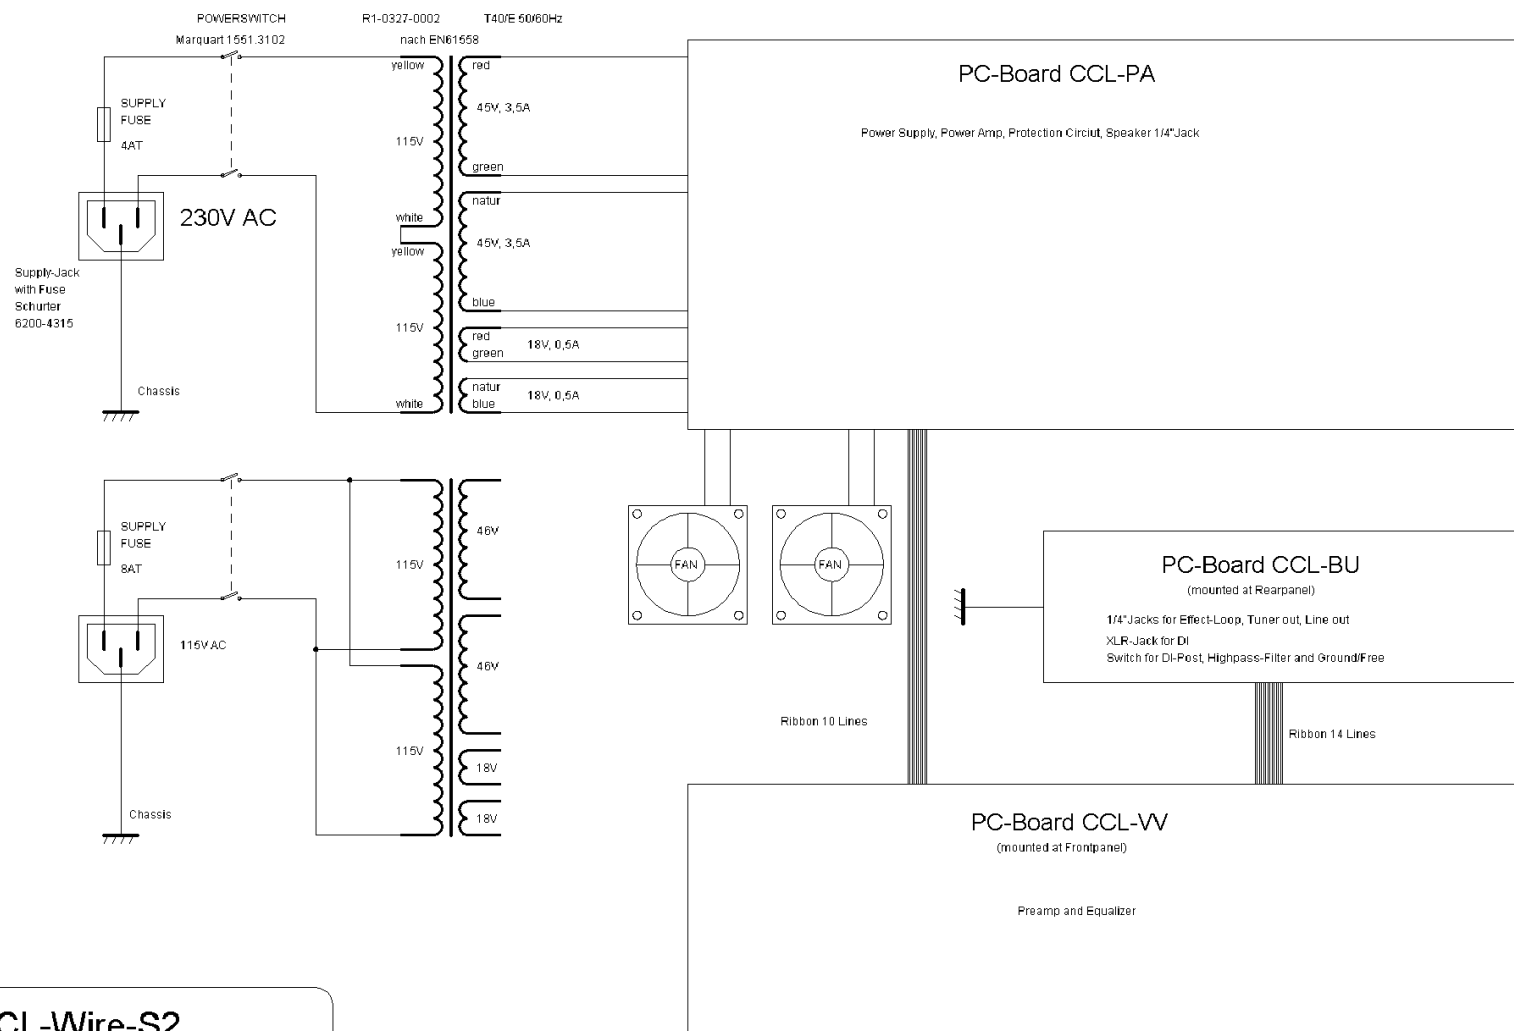 POWERSWITCH
Marquart 1551.3102
R1-0327-0002
T40/E 50/60Hz
nach EN61558
yellow
red
SUPPLY
FUSE
4AT
45V, 3,5A
115V
green
natur
230V AC
white
yellow
45V, 3,5A
Supply-Jack
with Fuse
Schurter
6200-4315
blue
115V
red
green
18V, 0,5A
Chassis
white
natur
blue
18V, 0,5A
PC-Board CCL-PA
Power Supply, Power Amp, Protection Circiut, Speaker 1/4"Jack
SUPPLY
FUSE
8AT
46V
115V
115V AC
46V
115V
18V
18V
Chassis
FAN
FAN
PC-Board CCL-BU
(mounted at Rearpanel)
1/4"Jacks for Effect-Loop, Tuner out, Line out
XLR-Jack for DI
Switch for DI-Post, Highpass-Filter and Ground/Free
Ribbon 10 Lines
Ribbon 14 Lines
PC-Board CCL-VV
(mounted at Frontpanel)
Preamp and Equalizer
CL-Wire-S2